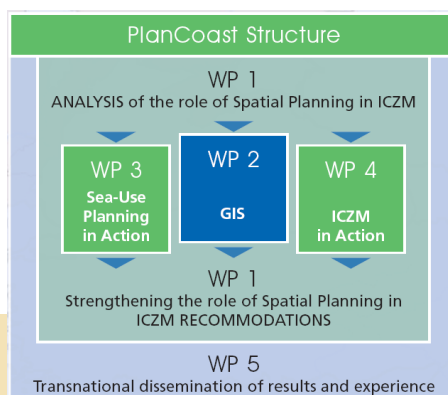 PlanCoast Structure
WP 1
ANALYSIS of the role of Spatial Planning in ICZM
WP 3
Sea-Use
Planning
in Action
WP 2
GIS
WP 4
ICZM
in Action
WP 1
Strengthening the role of Spatial Planning in
ICZM RECOMMODATIONS
WP 5
Transnational dissemination of results and experience